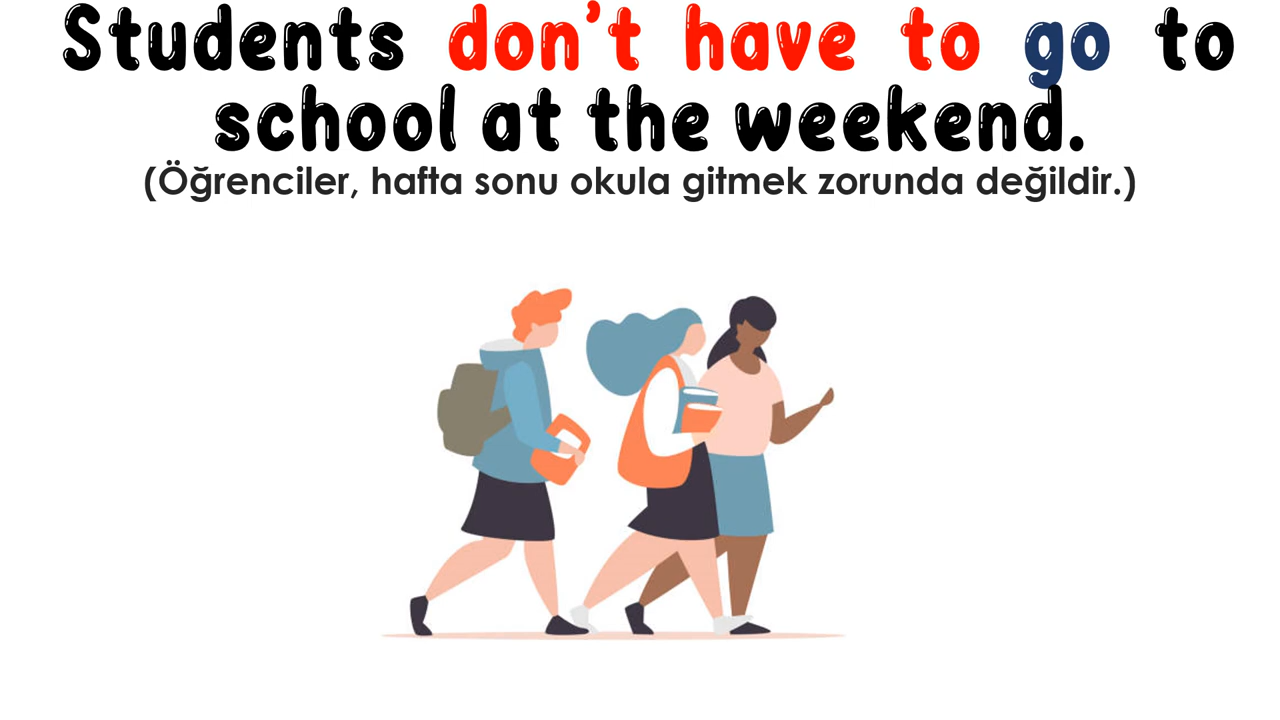 Students don't have to go to
school at the weekend.
(Öğrenciler, hafta sonu okula gitmek zorunda değildir.)